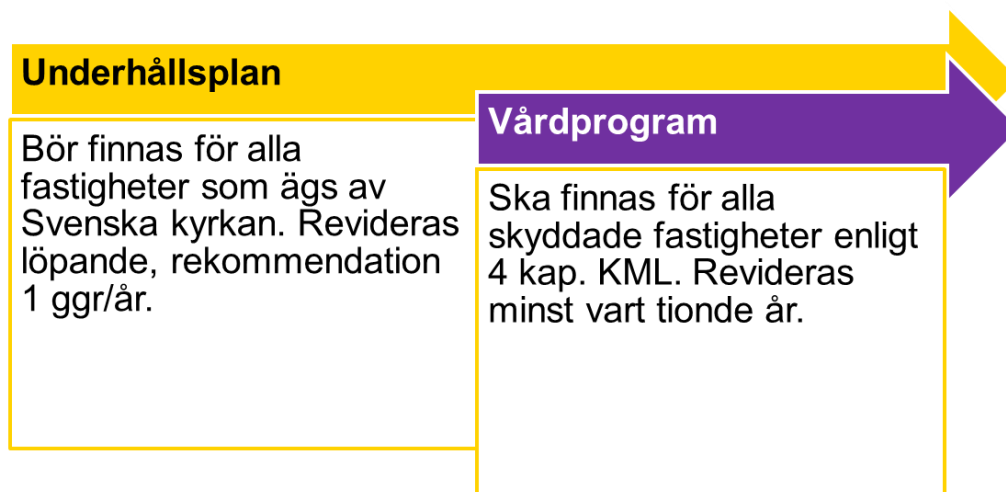 Underhållsplan
Bör finnas för alla
fastigheter som ägs av
Svenska kyrkan. Revideras
löpande, rekommendation
1 ggr/år.
Vårdprogram
Ska finnas för alla
skyddade fastigheter enligt
4 kap. KML. Revideras
minst vart tionde år.